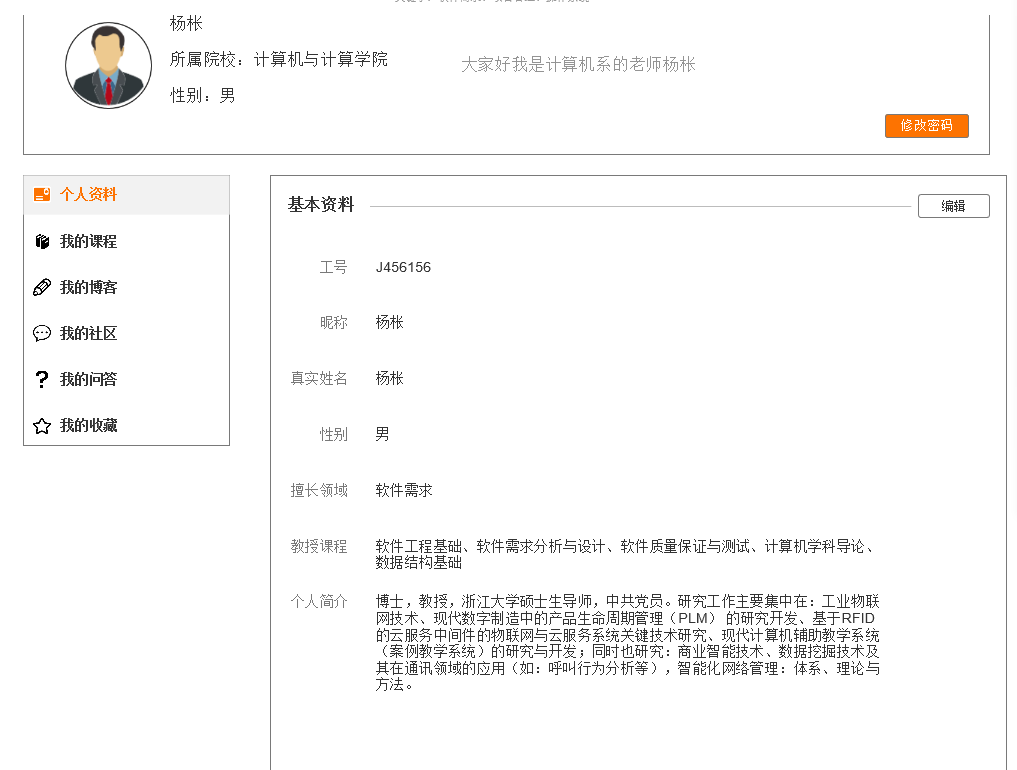 杨枨
所属院校：计算机与计算学院
大家好我是计算机系的老师杨枨
性别：男
修改密码
个人资料
我的课程
我的博客
我的社区
我的问答
我的收藏
基本资料
编辑
工号 J456156
昵称 杨枨
真实姓名 杨枨
性别 男
擅长领域 软件需求
教授课程 软件工程基础、软件需求分析与设计、软件质量保证与测试、计算机学科导论、
数据结构基础
个人简介 博士，教授，浙江大学硕士生导师，中共党员。研究工作主要集中在：工业物联
网技术、现代数字制造中的产品生命周期管理（PLM） 的研究开发、基于RFID
的云服务中间件的物联网与云服务系统关键技术研究、现代计算机辅助教学系统
（案例教学系统）的研究与开发；同时也研究：商业智能技术、数据挖掘技术及
其在通讯领域的应用（如：呼叫行为分析等），智能化网络管理：体系、理论与
方法。